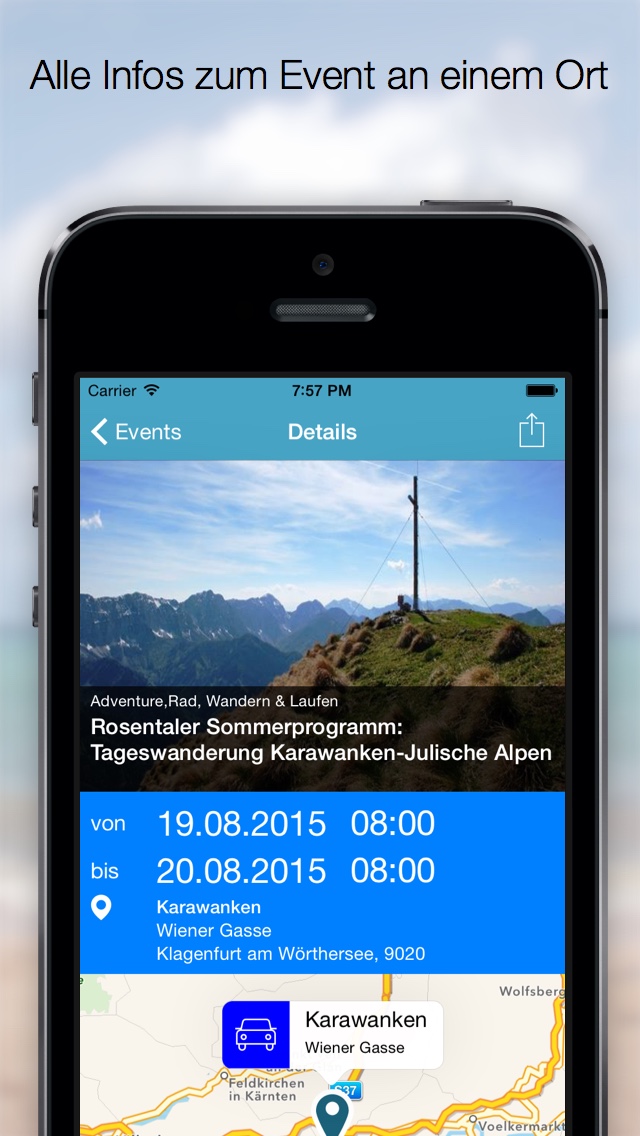 Alle Infos zum Event an einem Ort
Carrier 7:57 PM
Events Details
Adventure,Rad, Wandern & Laufen
Rosentaler Sommerprogramm:
Tageswanderung Karawanken-Julische Alpen
von 19.08.2015 08:00
bis 20.08.2015 08:00
Karawanken
Wiener Gasse
Klagenfurt am Wörthersee, 9020
Wolfsberg
Karawanken
Wiener Gasse
Feldkirchen
in Kärnten
S37
Voelkermarkt